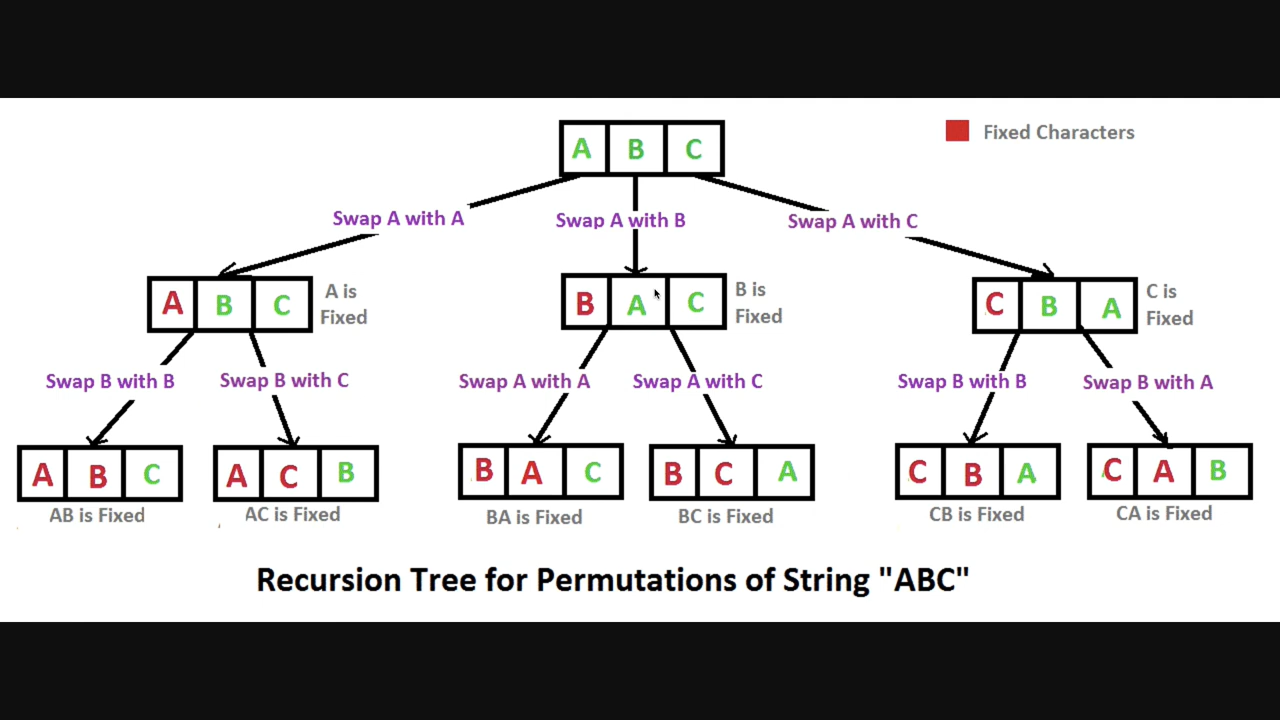 A B C
Fixed Characters
Swap A with A
Swap A with B
Swap A with C
A B C
A is
Fixed
B A C
B is
Fixed
C B A
C is
Fixed
Swap B with B
Swap B with C
Swap A with A
Swap A with C
Swap B with B
Swap B with A
A B C
A C B
B A C
B C A
C B A
C A B
AB is Fixed
AC is Fixed
BA is Fixed
BC is Fixed
CB is Fixed
CA is Fixed
Recursion Tree for Permutations of String "ABC"